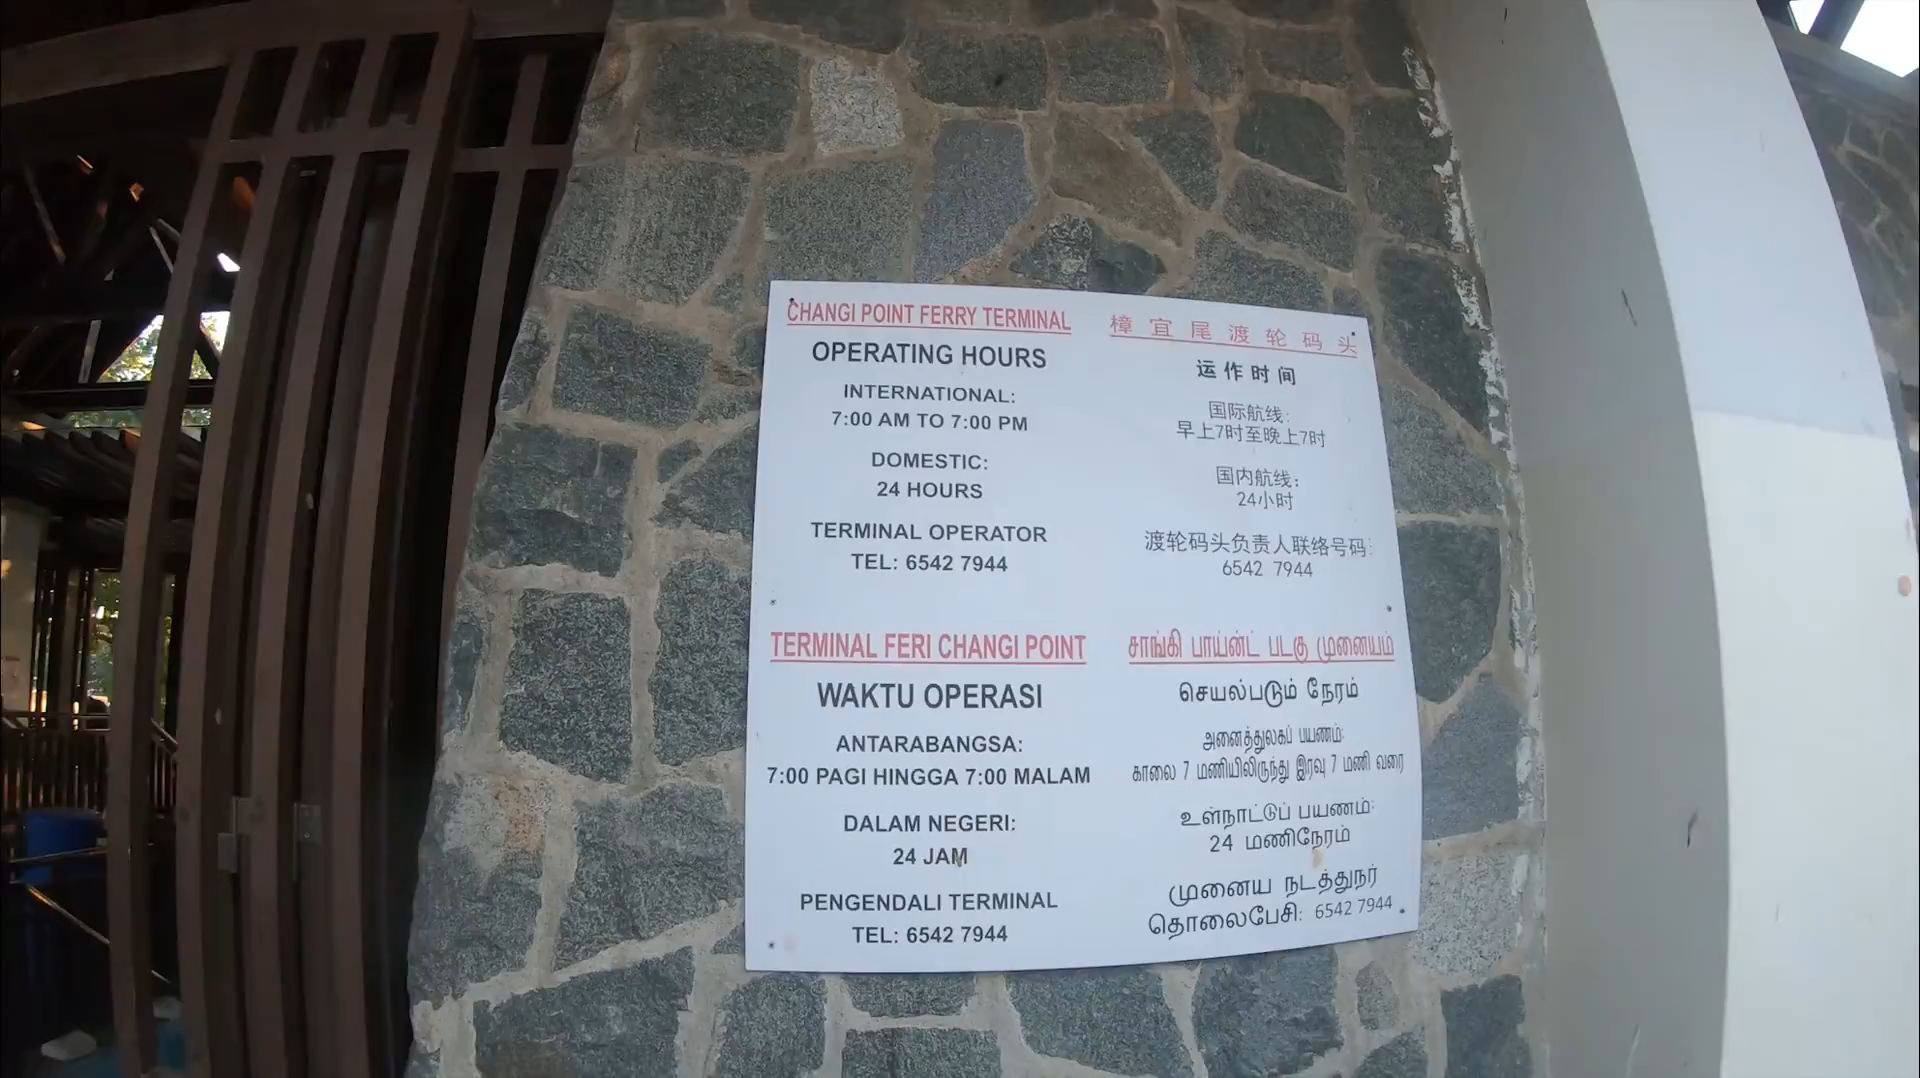 CHANGI POINT FERRY TERMINAL
OPERATING HOURS
INTERNATIONAL:
7:00 AM TO 7:00 PM
DOMESTIC:
24 HOURS
TERMINAL OPERATOR
TEL: 6542 7944
樟宜尾渡轮码头
运作时间
国际航线:
早上7时至晚上7时
国内航线:
24小时
渡轮码头负责人联络号码:
6542 7944
TERMINAL FERI CHANGI POINT
WAKTU OPERASI
ANTARABANGSA:
7:00 PAGI HINGGA 7:00 MALAM
DALAM NEGERI:
24 JAM
PENGENDALI TERMINAL
TEL: 6542 7944
சாங்கி பாய்ன்ட் படகு முனையம்
செயல்படும் நேரம்
அனைத்துலகப் பயணம்:
காலை 7 மணியிலிருந்து இரவு 7 மணி வரை
உள்நாட்டுப் பயணம்:
24 மணிநேரம்
முனைய நடத்துநர்
தொலைபேசி: 6542 7944